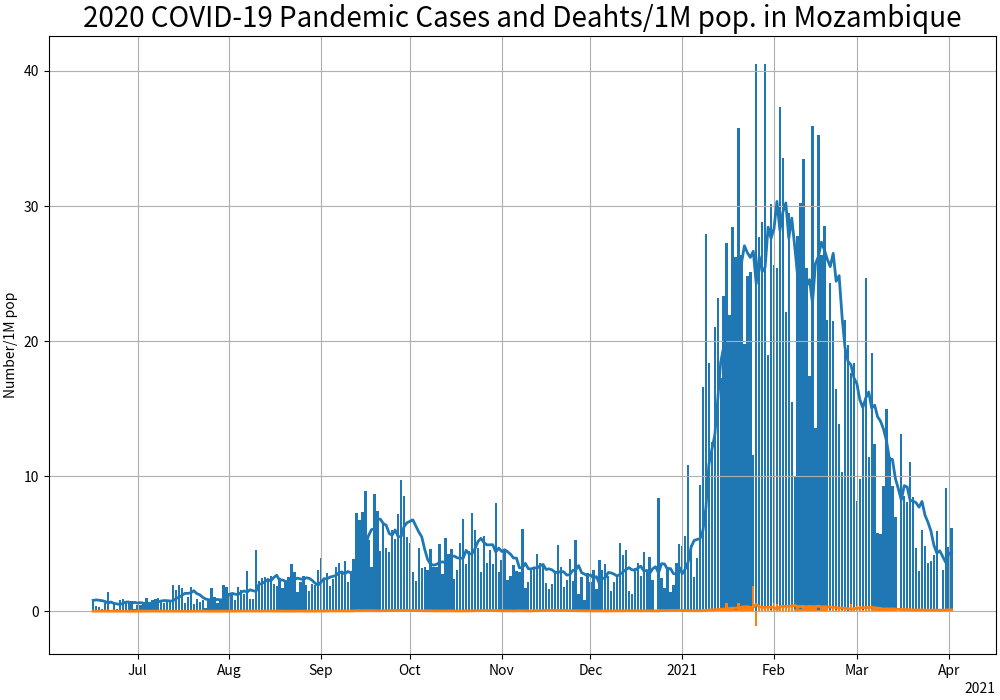 2020 COVID-19 Pandemic Cases and Deahts/1M pop. in Mozambique
Number/1M pop
40
30
20
10
0
Jul Aug Sep Oct Nov Dec 2021 Feb Mar Apr
2021